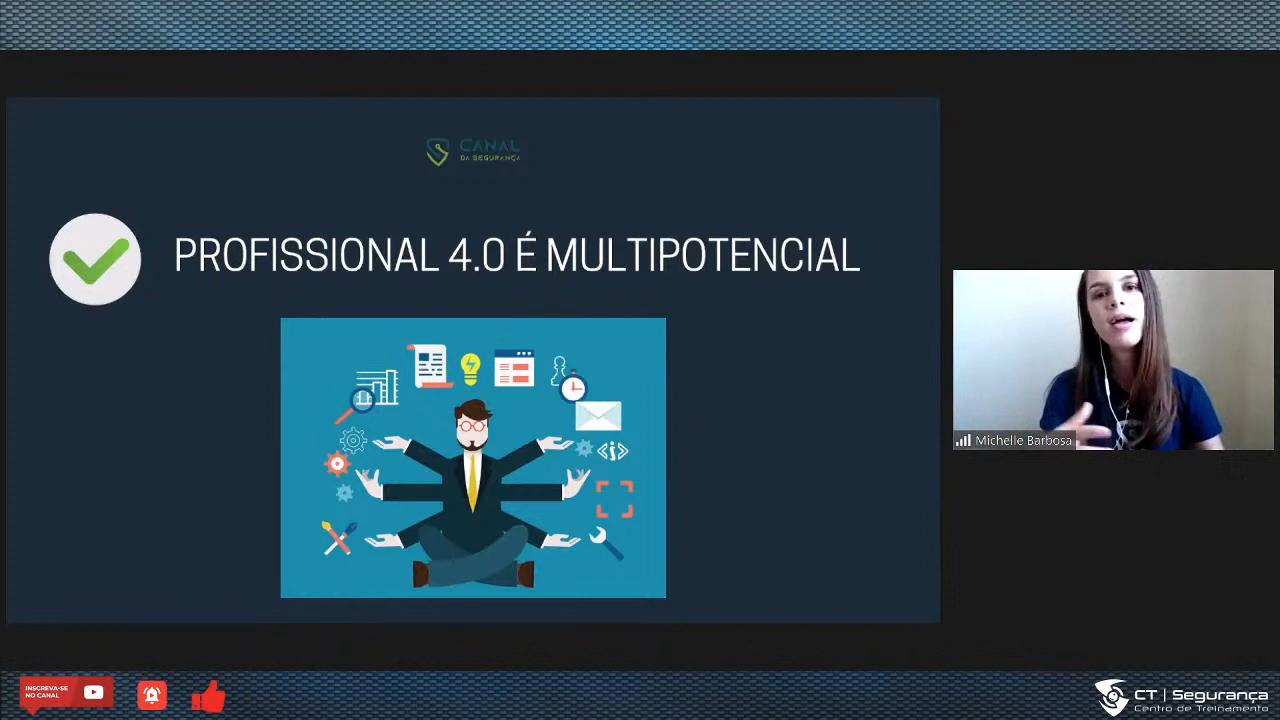 CANAL
DA SEGURANÇA
PROFISSIONAL 4.0 É MULTIPOTENCIAL
Michelle Barbosa
INSCREVA-SE
NO CANAL
CT | Segurança
Centro de Treinamento